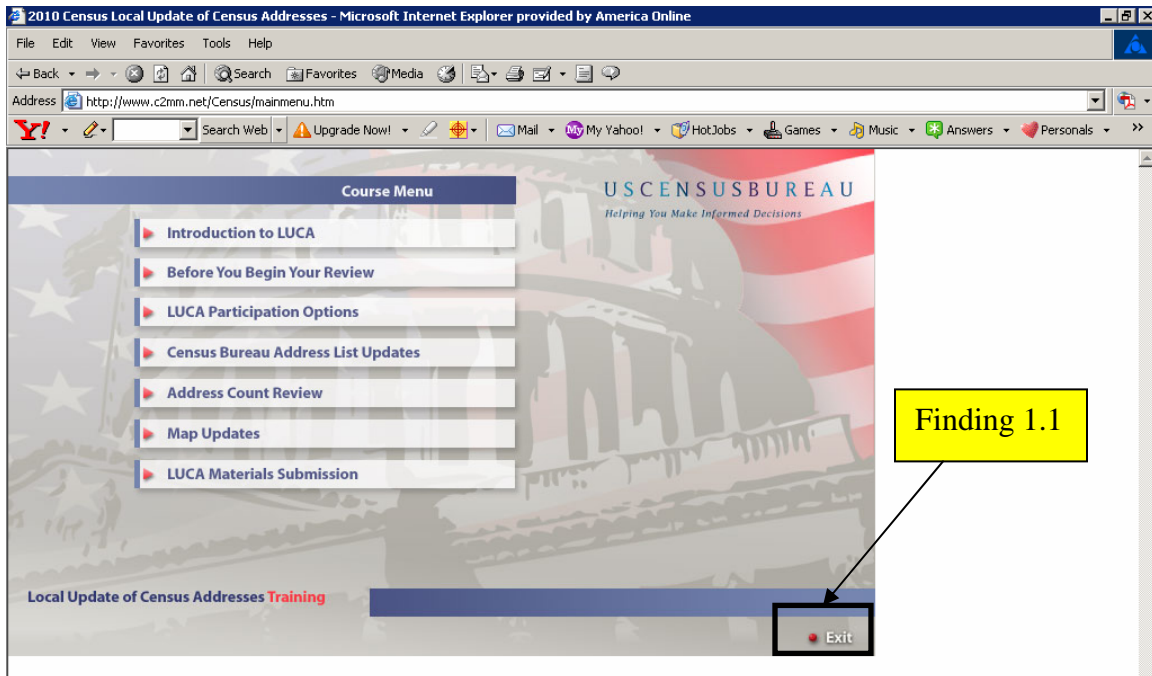 2010 Census Local Update of Census Addresses - Microsoft Internet Explorer provided by America Online
File Edit View Favorites Tools Help
Back Search Favorites Media
Address http://www.c2mm.net/Census/mainmenu.htm
Y! Search Web Upgrade Now! Mail My My Yahoo! HotJobs Games Music Answers Personals >>
Course Menu
USCENSUSBUREAU
Helping You Make Informed Decisions
Introduction to LUCA
Before You Begin Your Review
LUCA Participation Options
Census Bureau Address List Updates
Address Count Review
Map Updates
LUCA Materials Submission
Finding 1.1
Local Update of Census Addresses Training
Exit